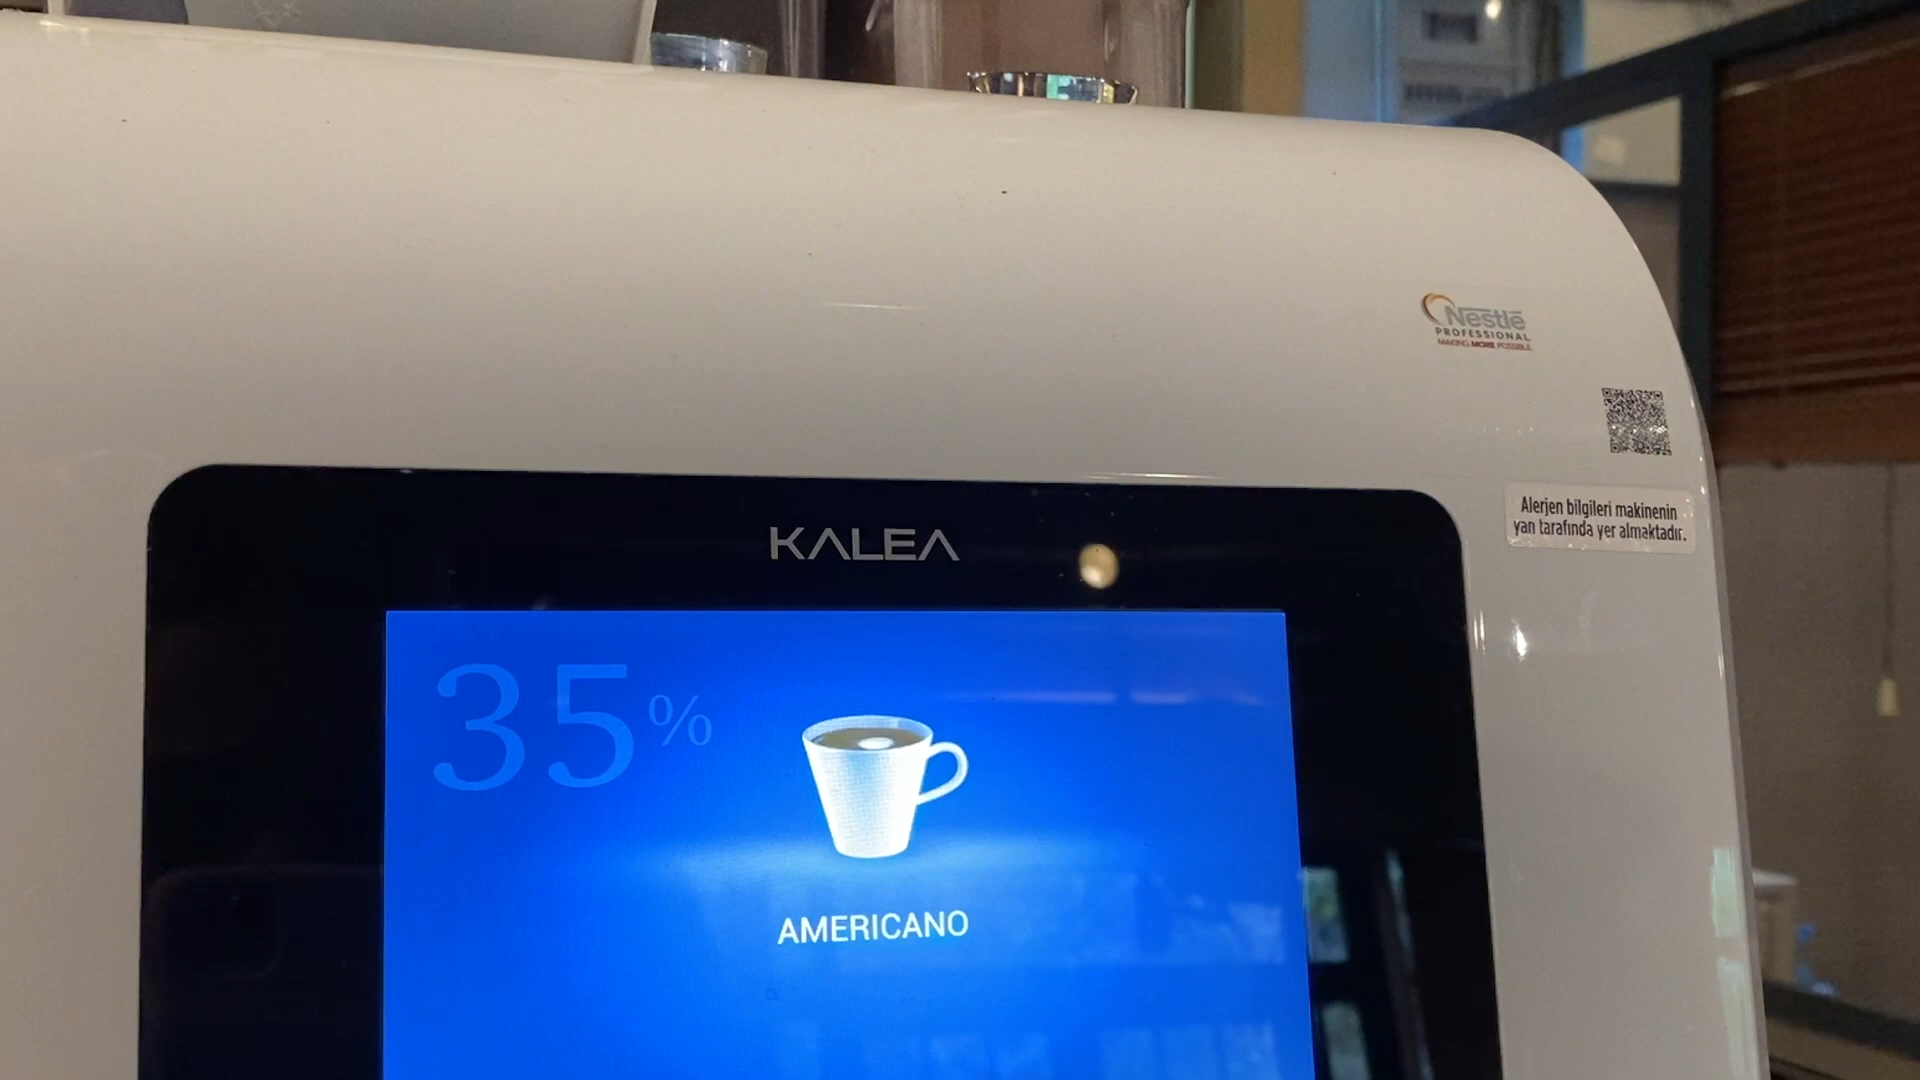 Nestlé
PROFESSIONAL
MAKING MORE POSSIBLE
Alerjen bilgileri makinenin
yan tarafında yer almaktadır.
KALEA
35%
AMERICANO